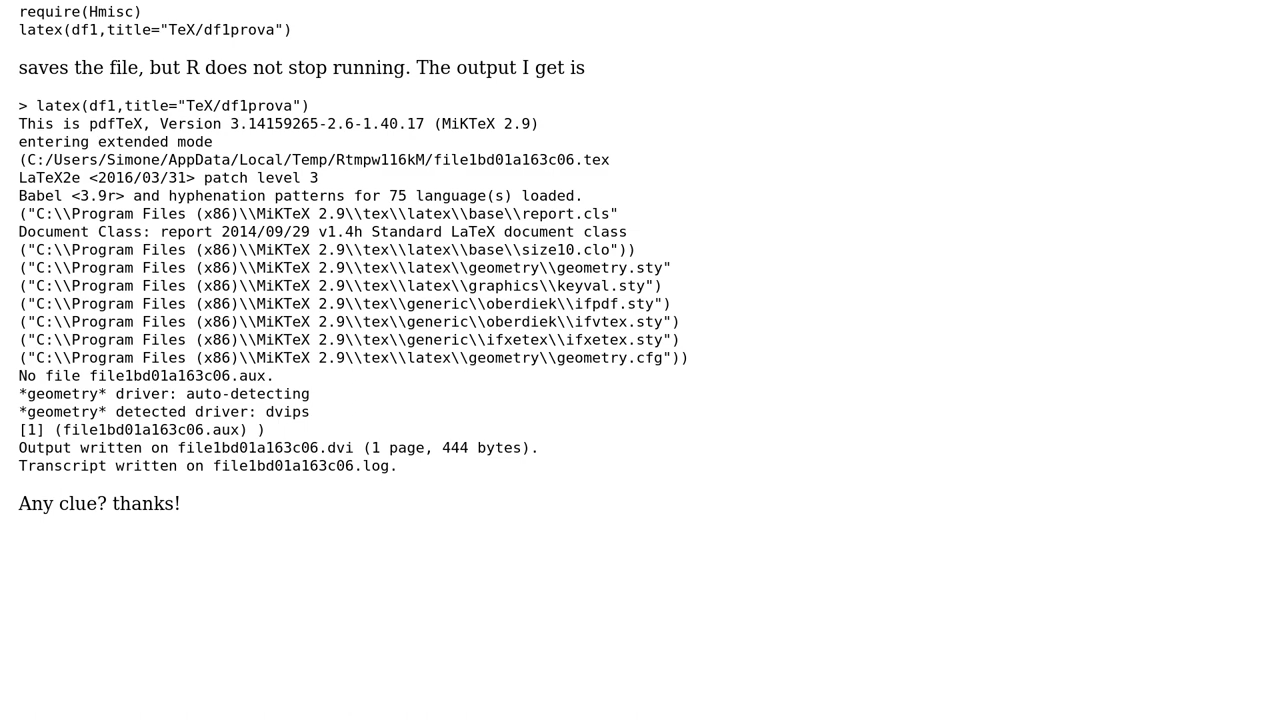 require(Hmisc)
latex(df1,title="TeX/df1prova")
saves the file, but R does not stop running. The output I get is
> latex(df1,title="TeX/df1prova")
This is pdfTeX, Version 3.14159265-2.6-1.40.17 (MiKTeX 2.9)
entering extended mode
(C:/Users/Simone/AppData/Local/Temp/Rtmpw116kM/file1bd01a163c06.tex
LaTeX2e <2016/03/31> patch level 3
Babel <3.9r> and hyphenation patterns for 75 language(s) loaded.
("C:\\Program Files (x86)\\MiKTeX 2.9\\tex\\latex\\base\\report.cls"
Document Class: report 2014/09/29 v1.4h Standard LaTeX document class
("C:\\Program Files (x86)\\MiKTeX 2.9\\tex\\latex\\base\\size10.clo"))
("C:\\Program Files (x86)\\MiKTeX 2.9\\tex\\latex\\geometry\\geometry.sty"
("C:\\Program Files (x86)\\MiKTeX 2.9\\tex\\latex\\graphics\\keyval.sty")
("C:\\Program Files (x86)\\MiKTeX 2.9\\tex\\generic\\oberdiek\\ifpdf.sty")
("C:\\Program Files (x86)\\MiKTeX 2.9\\tex\\generic\\oberdiek\\ifvtex.sty")
("C:\\Program Files (x86)\\MiKTeX 2.9\\tex\\generic\\ifxetex\\ifxetex.sty")
("C:\\Program Files (x86)\\MiKTeX 2.9\\tex\\latex\\geometry\\geometry.cfg"))
No file file1bd01a163c06.aux.
*geometry* driver: auto-detecting
*geometry* detected driver: dvips
[1] (file1bd01a163c06.aux) )
Output written on file1bd01a163c06.dvi (1 page, 444 bytes).
Transcript written on file1bd01a163c06.log.
Any clue? thanks!